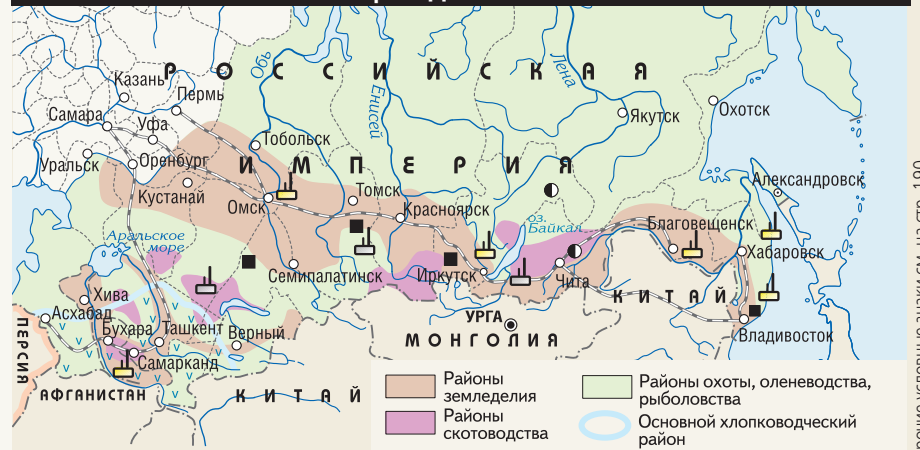 РОССИЙСКАЯ
ИМПЕРИЯ
Обь
Енисей
Лена
Казань
Пермь
Самара
Уфа
Уральск
Оренбург
Кустанай
Тобольск
Омск
Томск
Красноярск
Якутск
Охотск
Александровск
оз.
Байкал
Благовещенск
Хабаровск
Аральское
море
Семипалатинск
Иркутск
Чита
КИТАЙ
Хива
Асхабад
Бухара
Ташкент
Верный
Самарканд
УРГА
МОНГОЛИЯ
Владивосток
ПЕРСИЯ
АФГАНИСТАН
КИТАЙ
Районы
земледелия
Районы
скотоводства
Районы охоты, оленеводства,
рыболовства
Основной хлопководческий
район